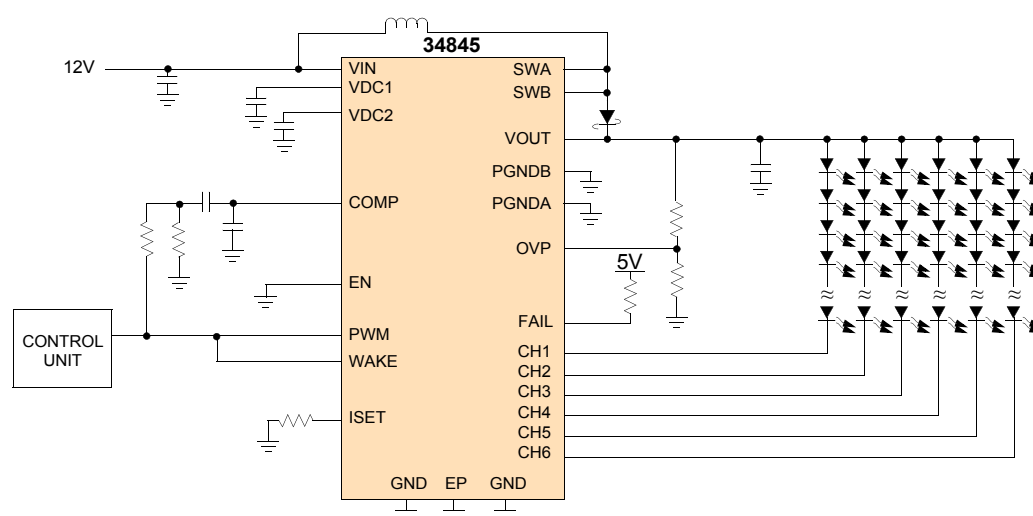 34845
12V
VIN
VDC1
VDC2
COMP
EN
PWM
WAKE
ISET
SWA
SWB
VOUT
PGNDB
PGNDA
OVP
5V
FAIL
CH1
CH2
CH3
CH4
CH5
CH6
CONTROL
UNIT
GND EP GND